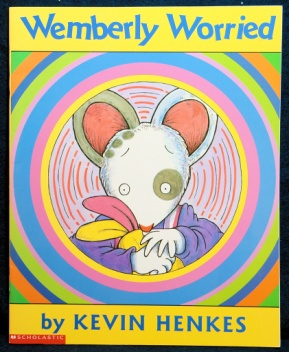 Wemberly Worried
by KEVIN HENKES
SCHOLASTIC